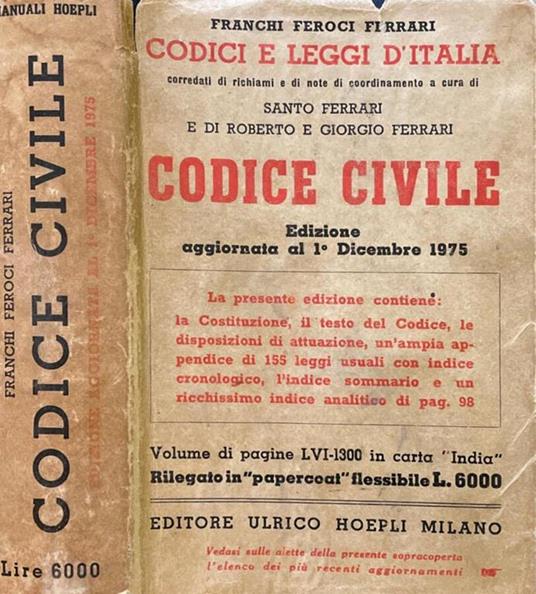 MANUALI HOEPLI
FRANCHI FEROCI FERRARI
CODICE CIVILE
EDIZIONE AGGIORNATA AL 1° DICEMBRE 1975
Lire 6000
FRANCHI FEROCI FERRARI
CODICI E LEGGI D'ITALIA
corredati di richiami e di note di coordinamento a cura di
SANTO FERRARI
E DI ROBERTO E GIORGIO FERRARI
CODICE CIVILE
Edizione
aggiornata al 1° Dicembre 1975
La presente edizione contiene:
la Costituzione, il testo del Codice, le
disposizioni di attuazione, un'ampia ap-
pendice di 155 leggi usuali con indice
cronologico, l'indice sommario e un
ricchissimo indice analitico di pag. 98
Volume di pagine LVI-1300 in carta "India"
Rilegato in "papercoat" flessibile L. 6000
EDITORE ULRICO HOEPLI MILANO
Vedasi sulle alette della presente sopracoperta
l'elenco dei più recenti aggiornamenti